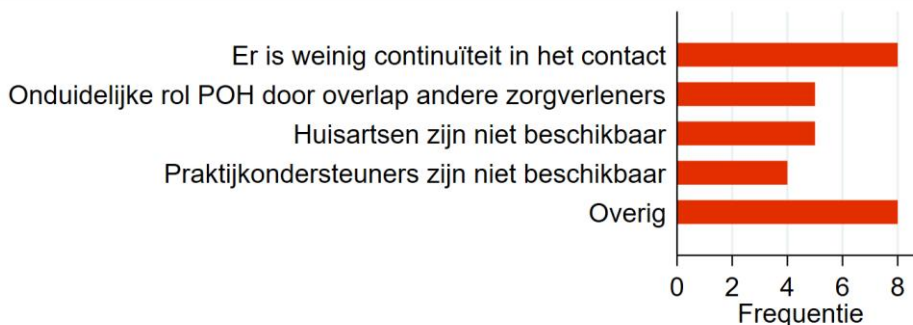 Er is weinig continuïteit in het contact
Onduidelijke rol POH door overlap andere zorgverleners
Huisartsen zijn niet beschikbaar
Praktijkondersteuners zijn niet beschikbaar
Overig
0 2 4 6 8
Frequentie